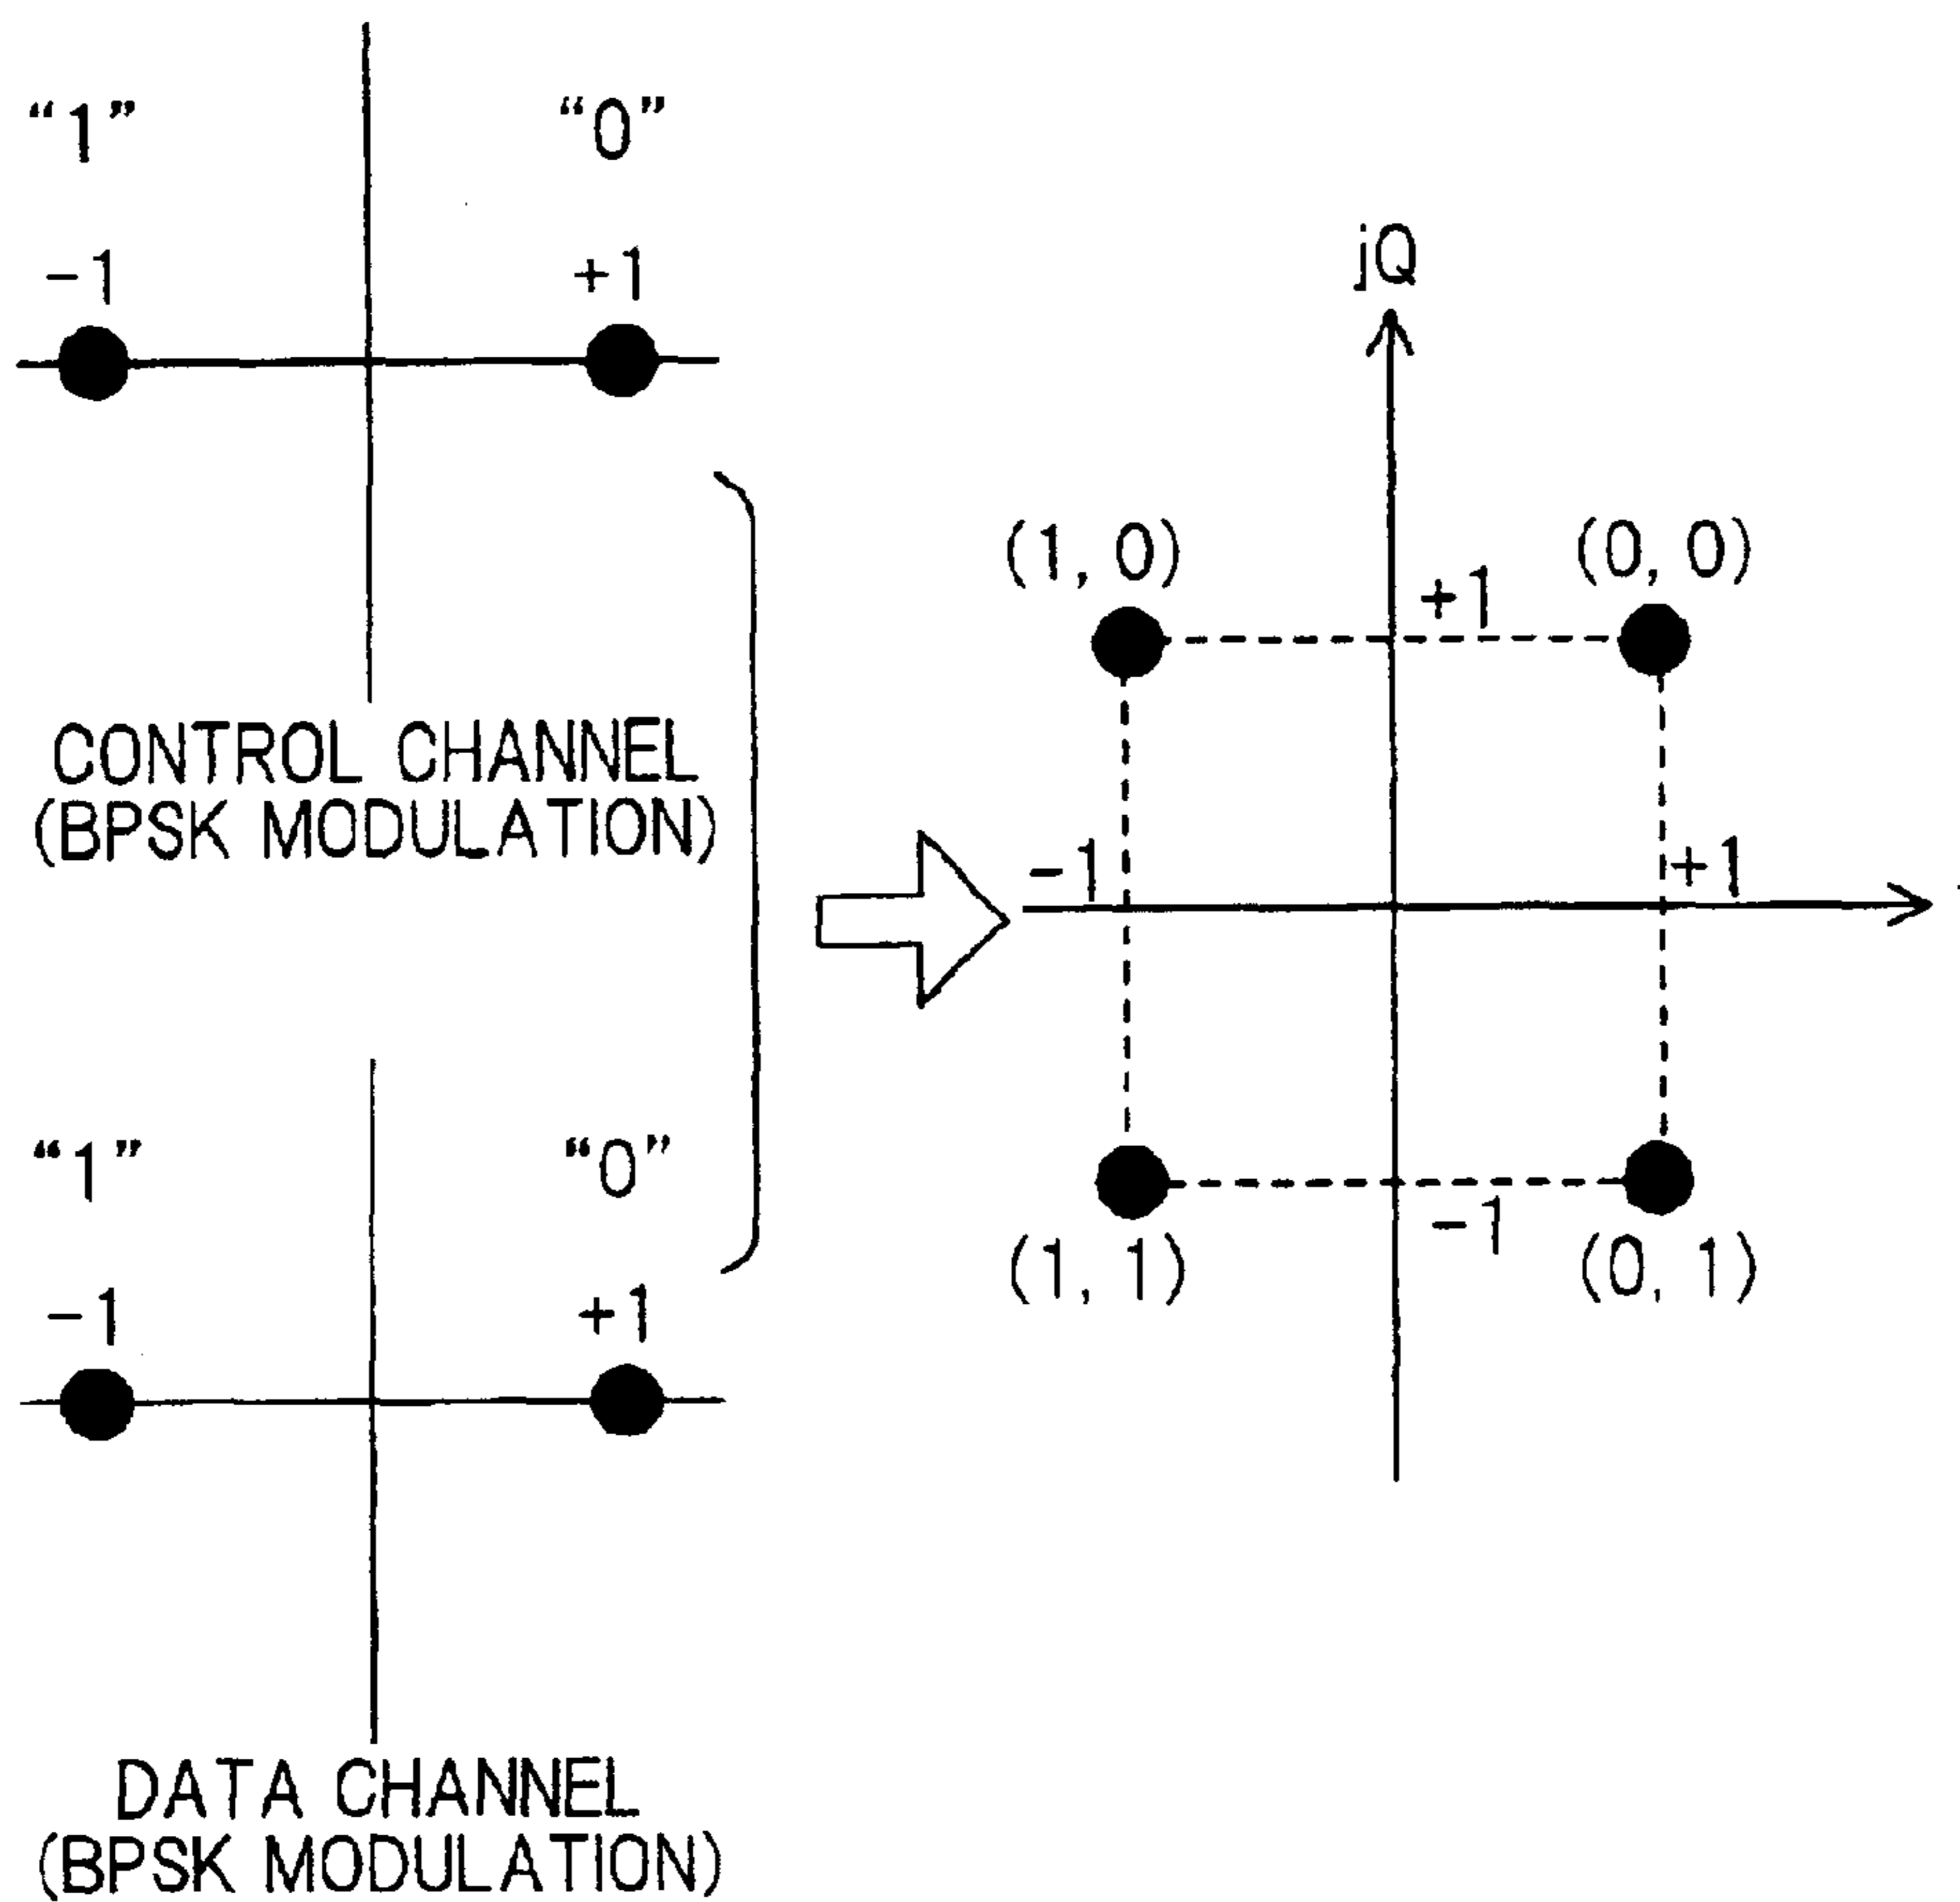 “1” “0”
-1 +1
CONTROL CHANNEL
(BPSK MODULATION)
“1” “0”
-1 +1
DATA CHANNEL
(BPSK MODULATION)
jQ
(1, 0) (0, 0)
+1
-1 +1
-1
(1, 1) (0, 1)